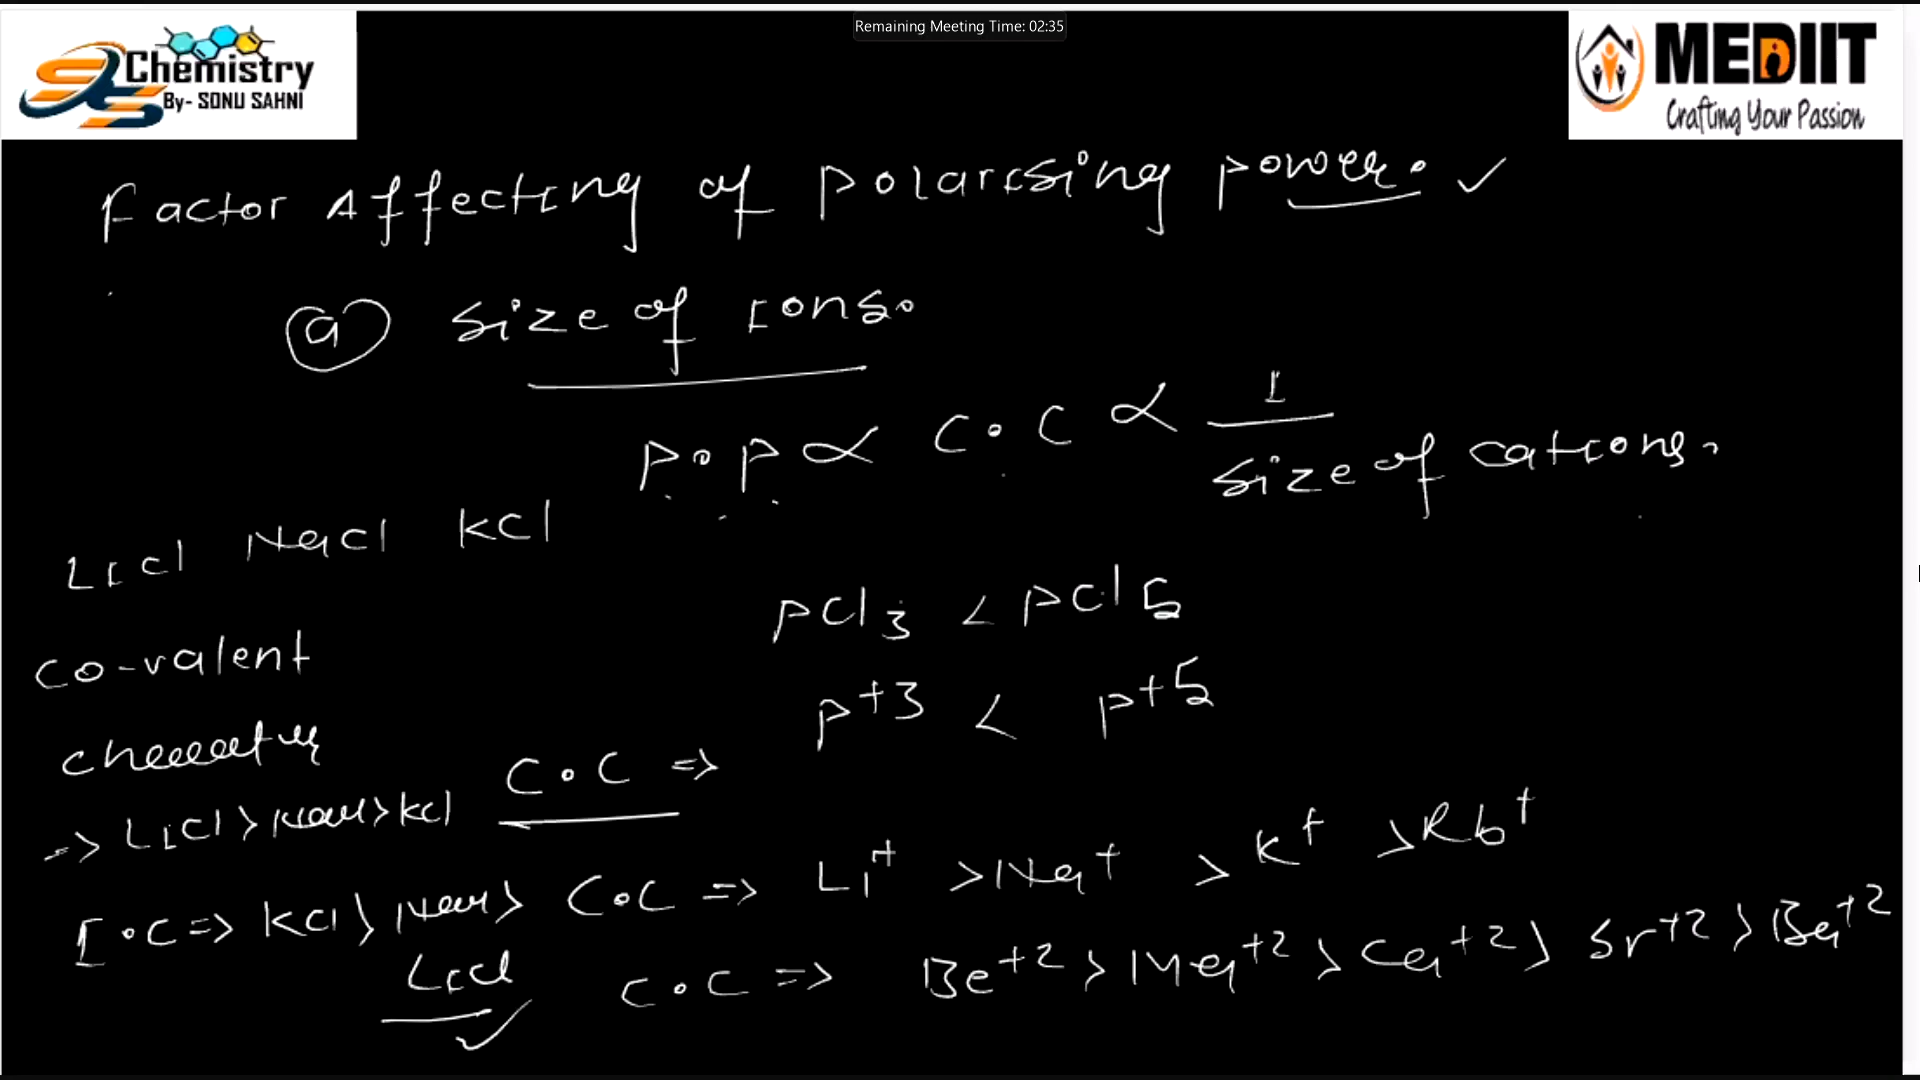 Remaining Meeting Time: 02:35
Chemistry
By- SONU SAHNI
MEDIIT
Crafting Your Passion
Factor Affecting of polarising power. ✓
(a) Size of ions.
P.P ∝ C.C ∝ 1 / size of cations.
LiCl NaCl KCl
PCl3 < PCl5
co-valent
P+3 < P+5
C.C ⇒
⇒ LiCl > NaCl > KCl
C.C ⇒ Li+ > Na+ > K+ > Rb+
I.C ⇒ KCl > NaCl > LiCl ✓
C.C ⇒ Be+2 > Mg+2 > Ca+2 > Sr+2 > Ba+2